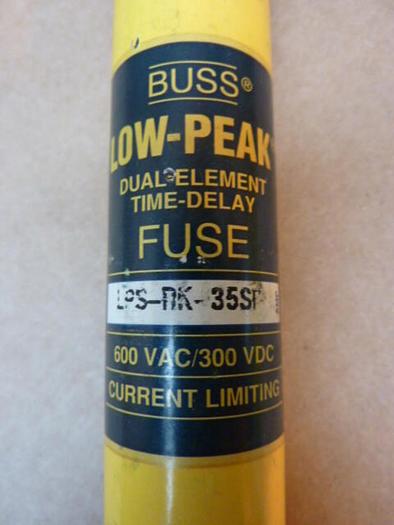 BUSS®
LOW-PEAK
DUAL-ELEMENT
TIME-DELAY
FUSE
LPS-RK-35SP
600 VAC/300 VDC
CURRENT LIMITING